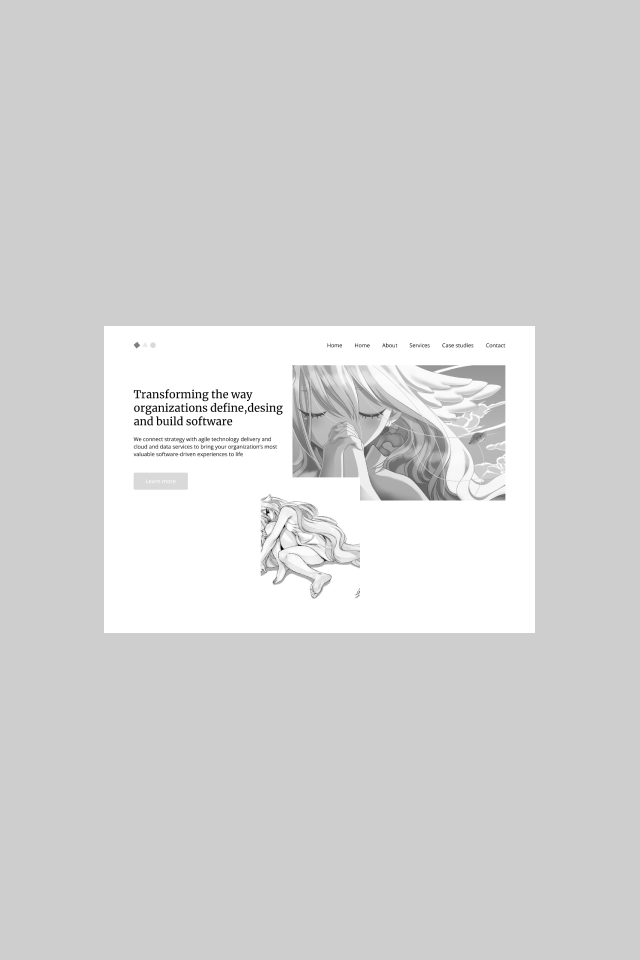 Home Home About Services Case studies Contact
Transforming the way
organizations define,desing
and build software
We connect strategy with agile technology delivery and
cloud and data services to bring your organization's most
valuable software-driven experiences to life
Learn more